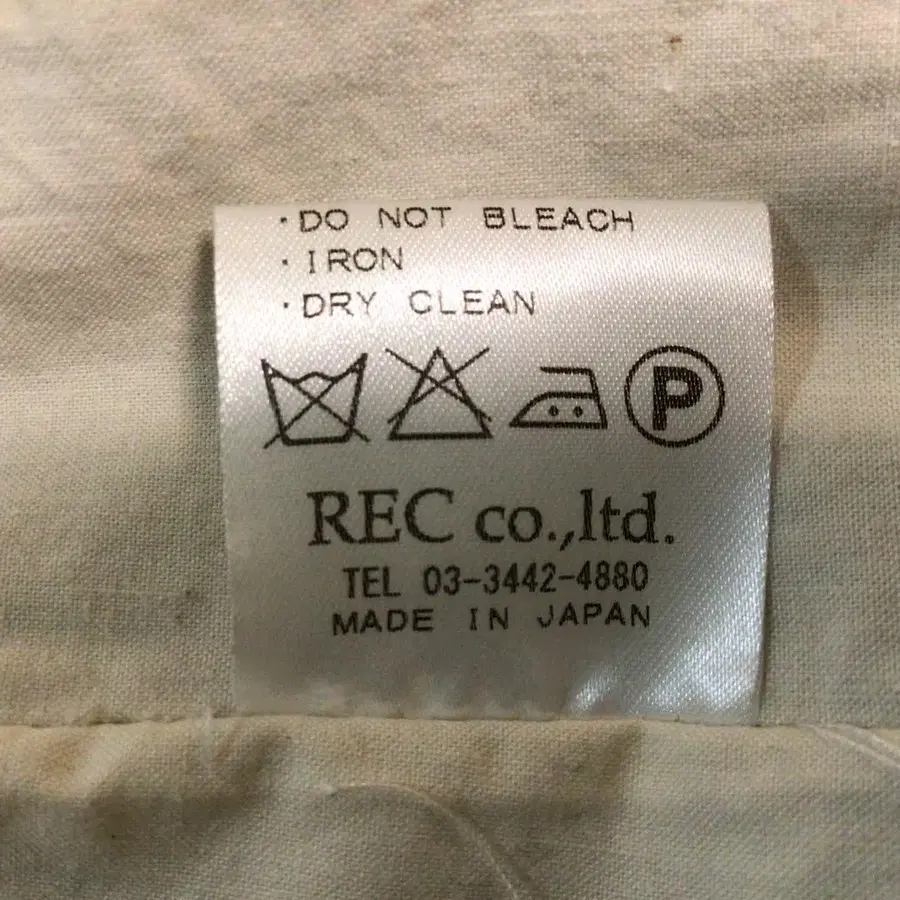 ・DO NOT BLEACH
・IRON
・DRY CLEAN
P
REC co.,ltd.
TEL 03-3442-4880
MADE IN JAPAN